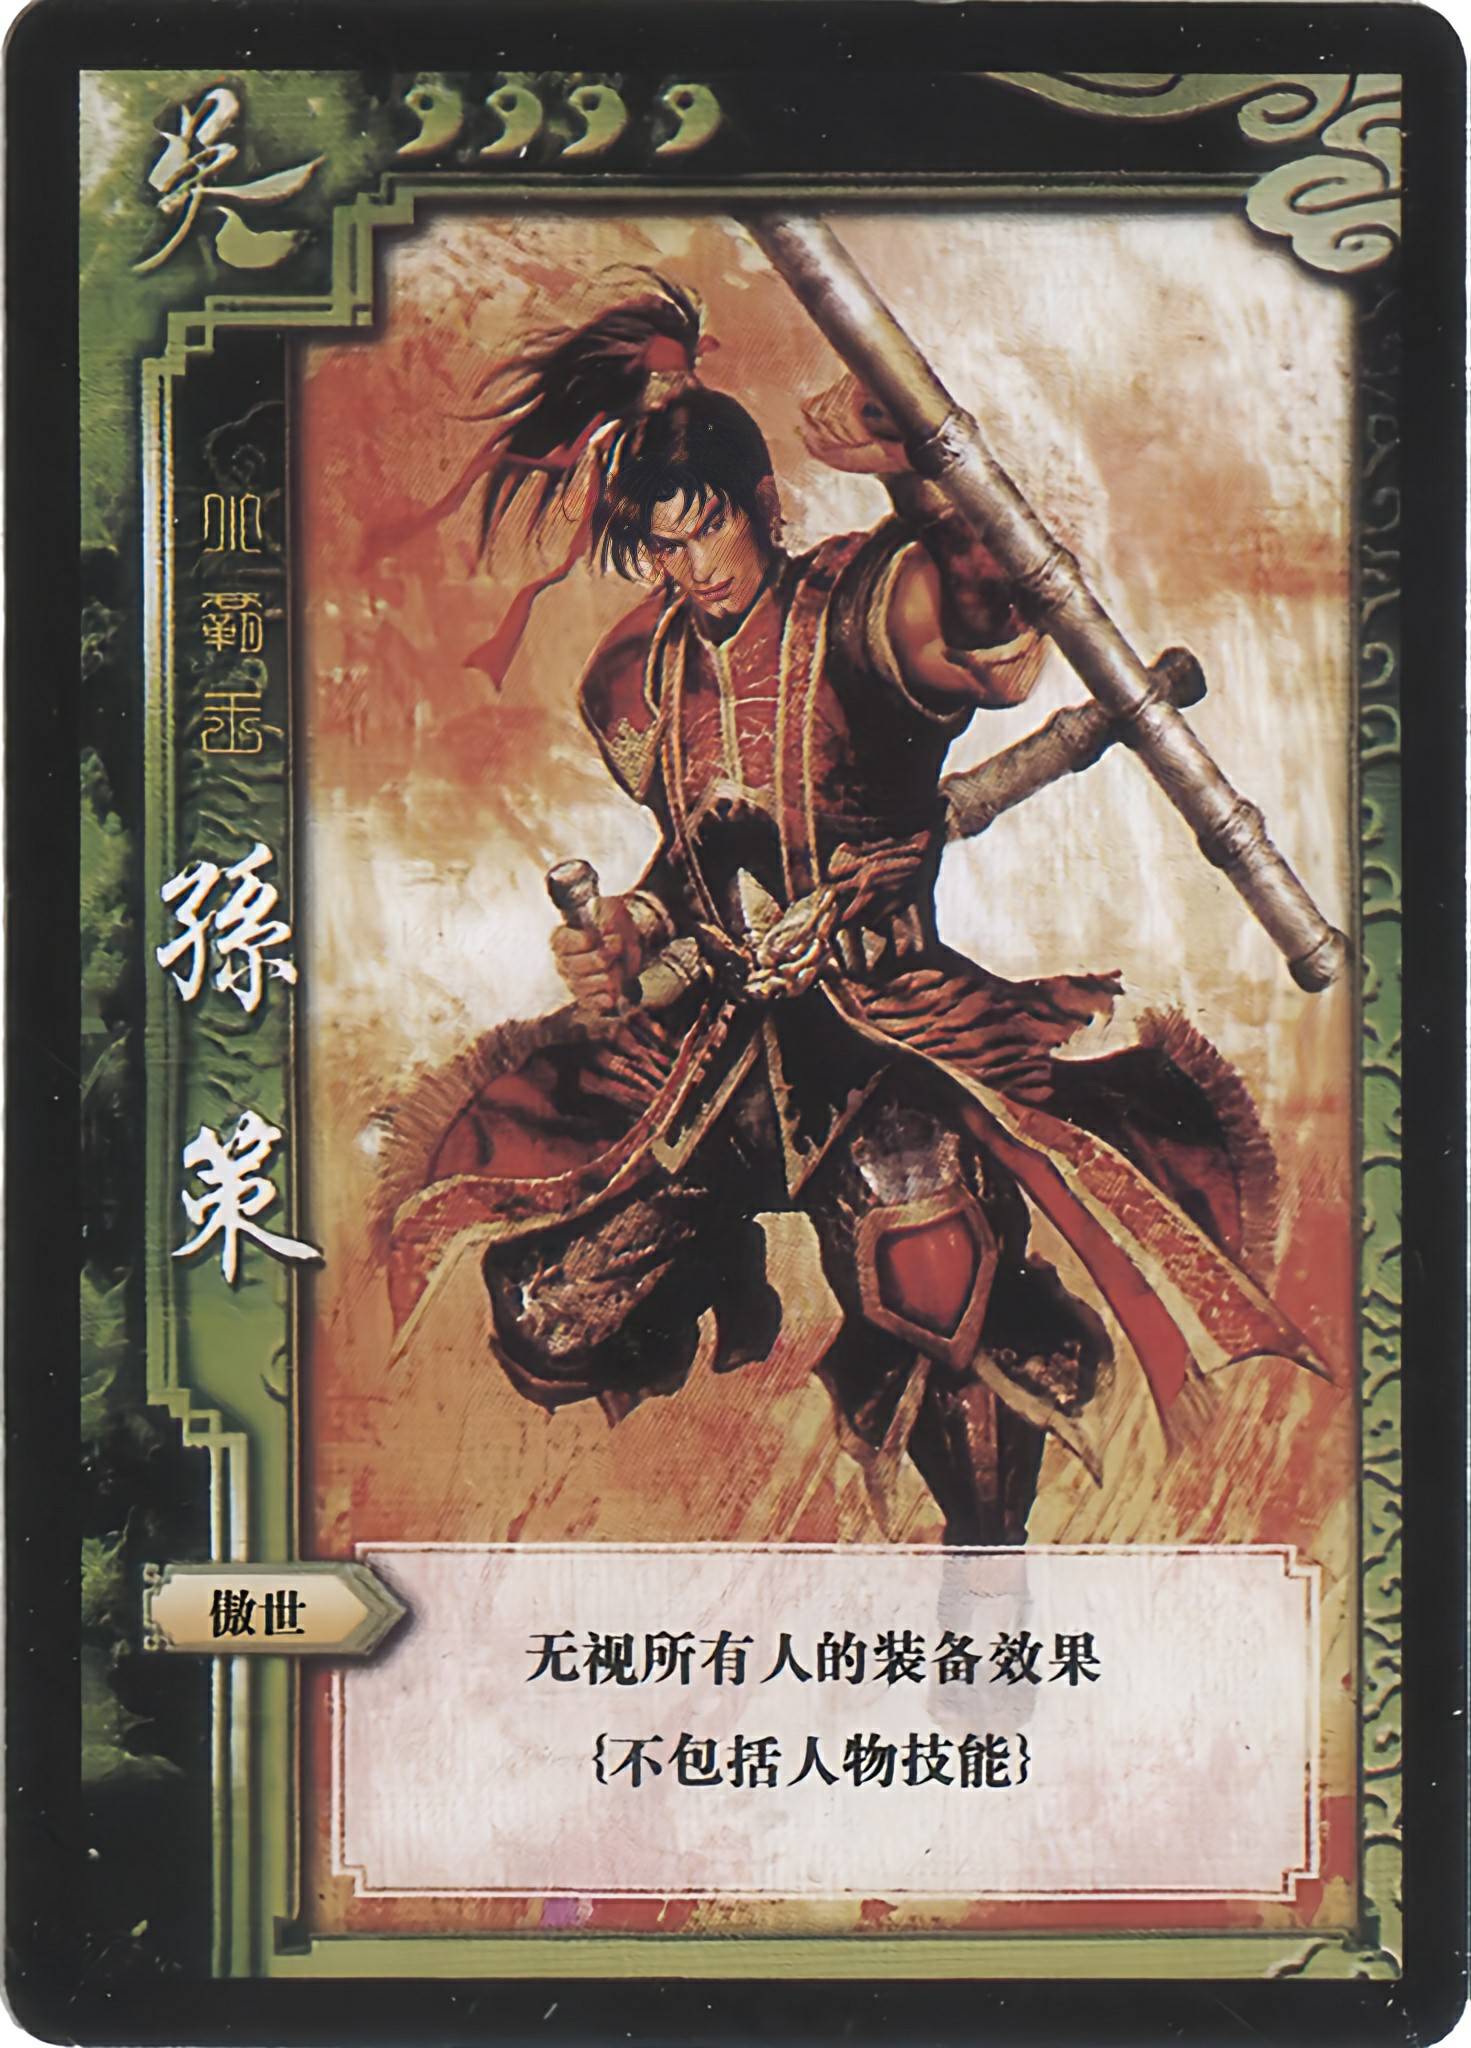 吴
小霸王
孫策
傲世
无视所有人的装备效果
{不包括人物技能}